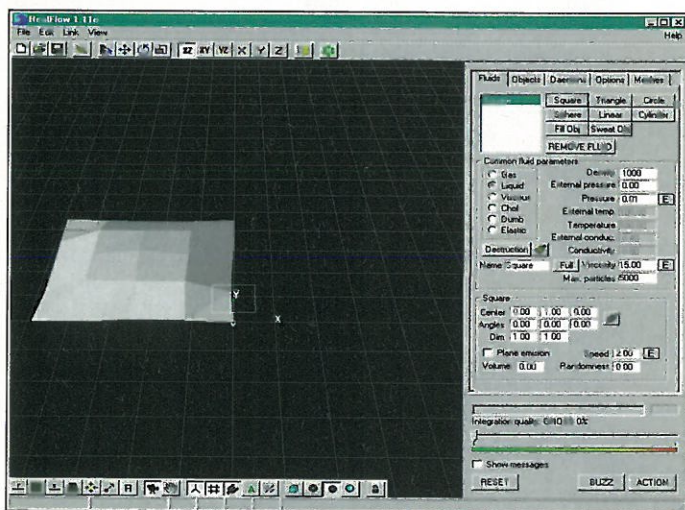 RealFlow 1.11e
File Edit Link View
Help
XZ XY YZ X Y Z
Fluids Objects Daemons Options Meshes
Square Triangle Circle
Sphere Linear Cylinder
Fill Obj Sweat Obj
REMOVE FLUID
Common fluid parameters
Gas
Liquid
Viscous
Dumb
Elastic
Density 1000
External pressure 0.00
Pressure 0.01 E
External temp.
Temperature
External conduc.
Conductivity
Destruction
Name Square Full Viscosity 15.00 E
Max. particles 5000
Square
Center 0.00 1.00 0.00
Angles 0.00 0.00 0.00
Dim 1.00 1.00
Plane emision Speed 2.00 E
Volume 0.00 Randomness 0.00
Integration quality 0%
Show messages
RESET BUZZ ACTION
Y
X
R
A